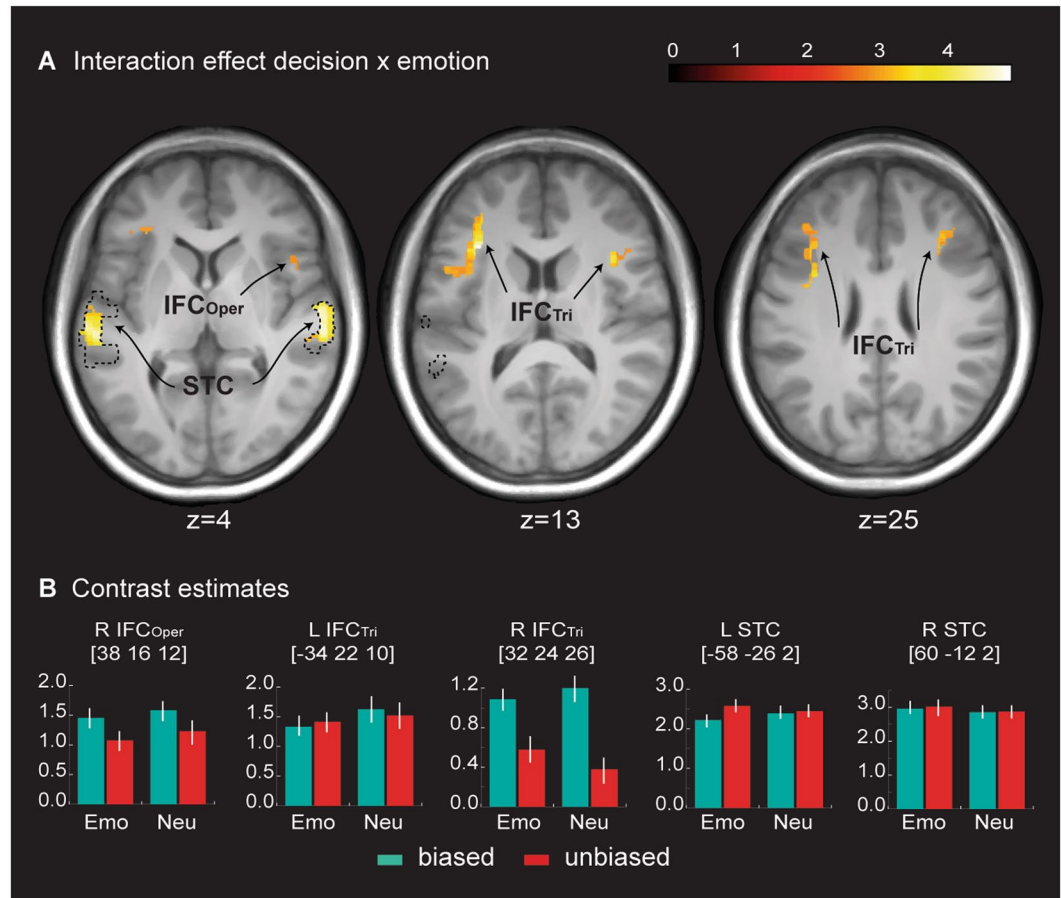 A Interaction effect decision x emotion
0 1 2 3 4
IFCOper
STC
IFCTri
IFCTri
z=4 z=13 z=25
B Contrast estimates
R IFCOper L IFCTri R IFCTri L STC R STC
[38 16 12] [-34 22 10] [32 24 26] [-58 -26 2] [60 -12 2]
2.0
1.5
1.0
0.5
0.0
Emo Neu
2.0
1.5
1.0
0.5
0.0
Emo Neu
1.2
0.8
0.4
0.0
Emo Neu
3.0
2.0
1.0
0.0
Emo Neu
3.0
2.0
1.0
0.0
Emo Neu
biased unbiased